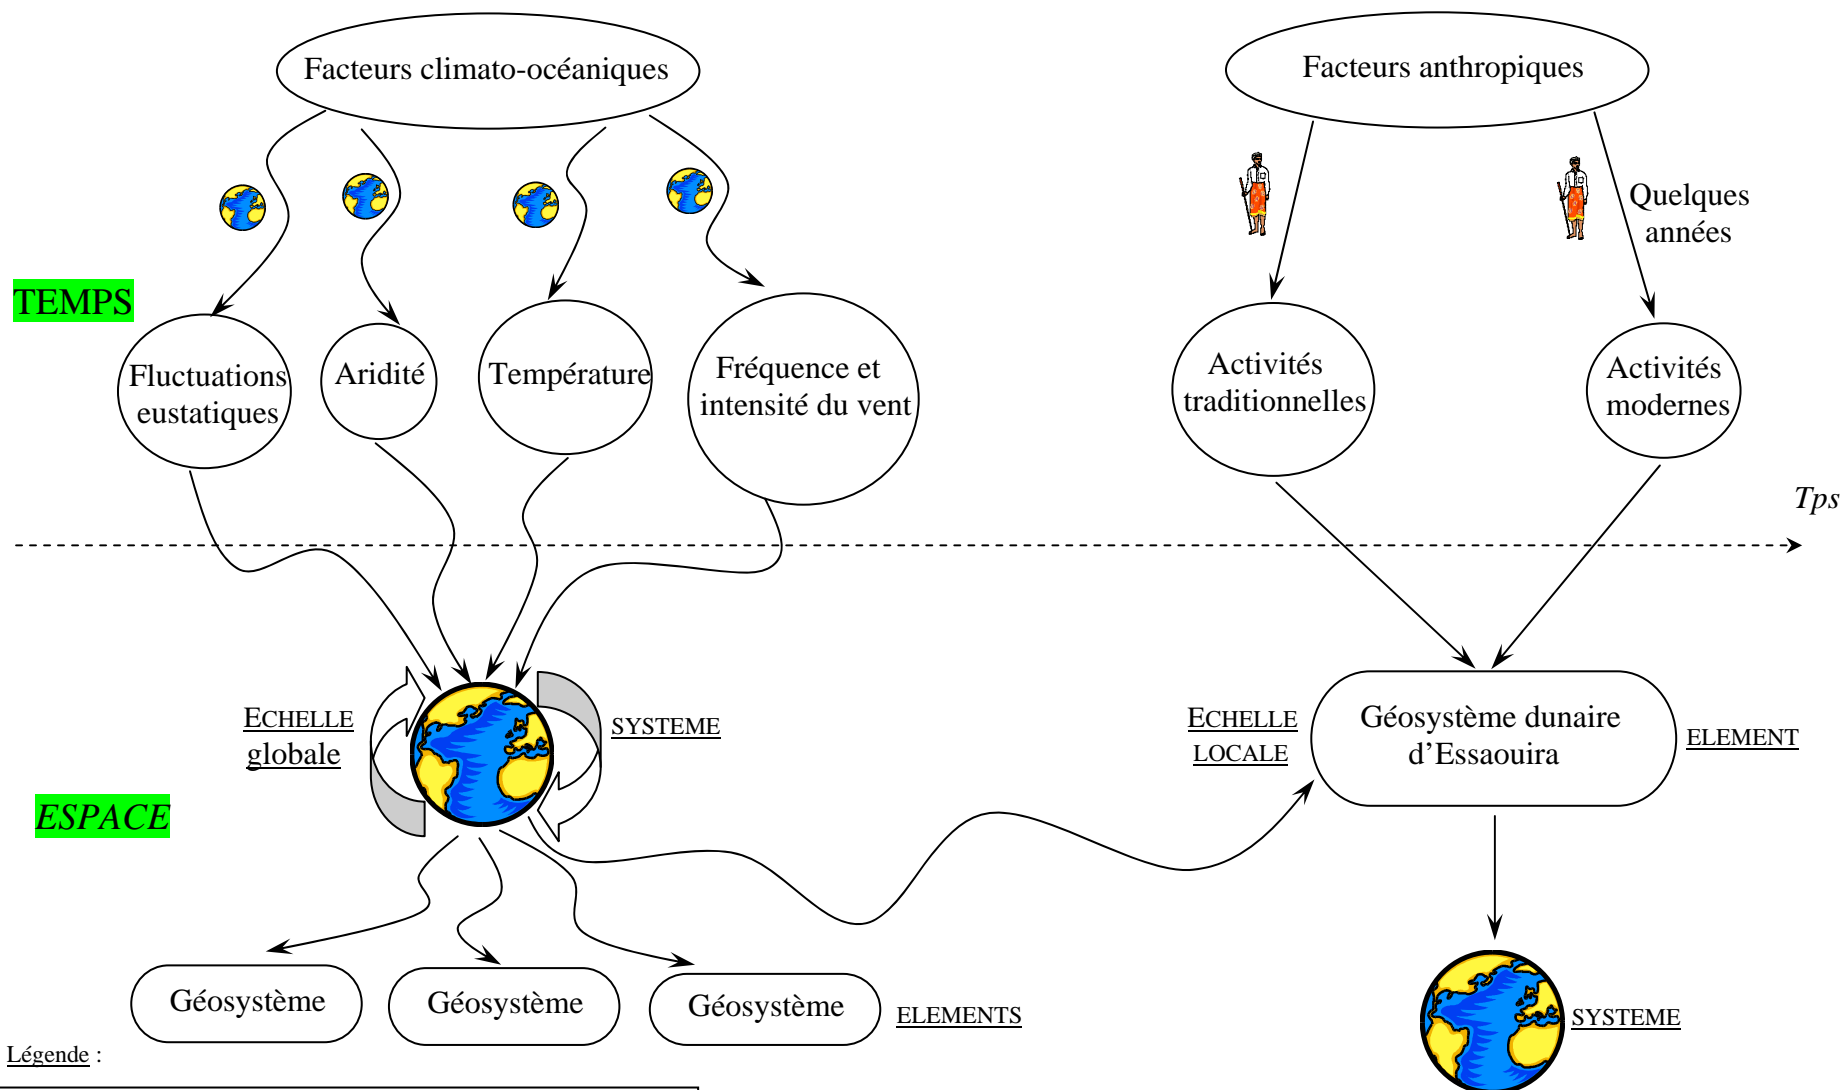 Facteurs climato-océaniques
Facteurs anthropiques
Quelques
années
TEMPS
Fluctuations
eustatiques
Aridité
Température
Fréquence et
intensité du vent
Activités
traditionnelles
Activités
modernes
Tps
ECHELLE
globale
SYSTEME
ECHELLE
LOCALE
Géosystème dunaire
d’Essaouira
ELEMENT
ESPACE
Géosystème
Géosystème
Géosystème
ELEMENTS
SYSTEME
Légende :